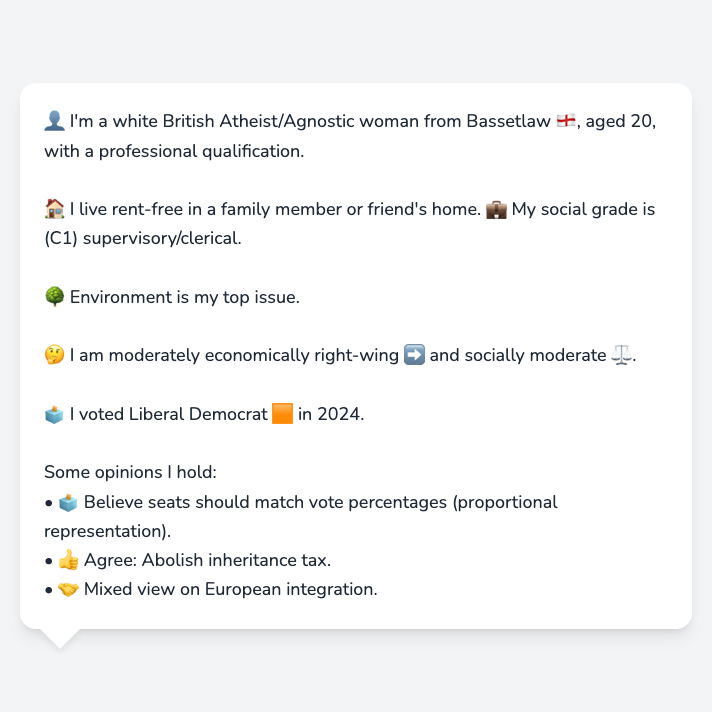 👤 I'm a white British Atheist/Agnostic woman from Bassetlaw 🏴󠁧󠁢󠁥󠁮󠁧󠁿, aged 20,
with a professional qualification.
🏠 I live rent-free in a family member or friend's home. 💼 My social grade is
(C1) supervisory/clerical.
🌳 Environment is my top issue.
🤔 I am moderately economically right-wing ➡️ and socially moderate ⚖️.
🗳️ I voted Liberal Democrat 🟧 in 2024.
Some opinions I hold:
• 🗳️ Believe seats should match vote percentages (proportional
representation).
• 👍 Agree: Abolish inheritance tax.
• 🤝 Mixed view on European integration.